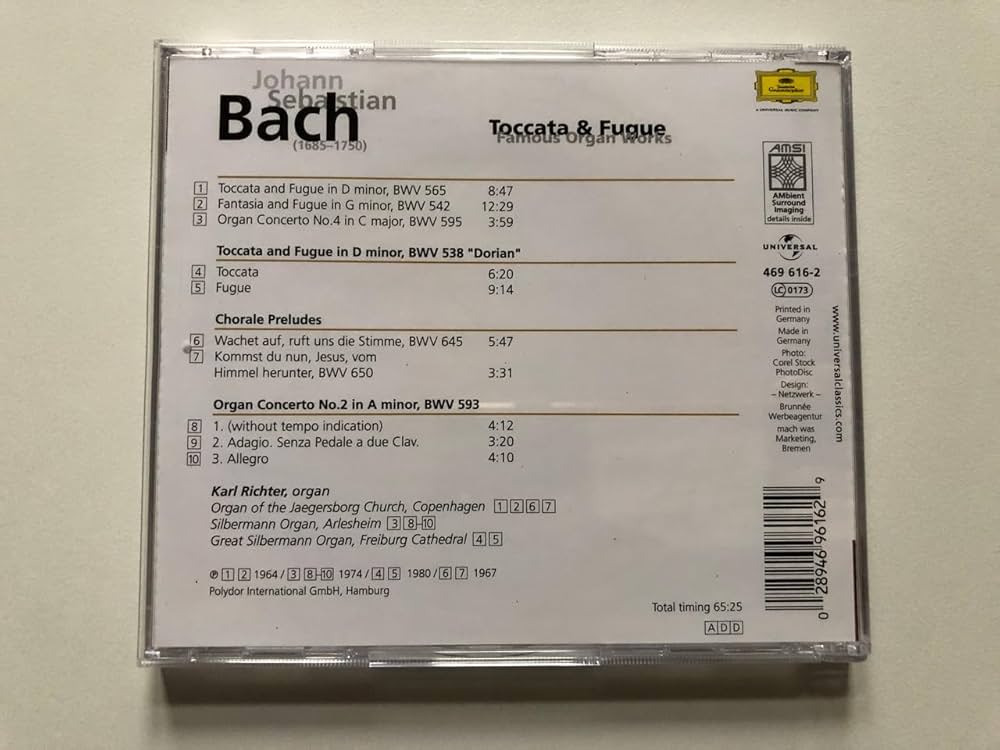 Johann
Sebastian
Bach
(1685–1750)
Toccata & Fugue
Famous Organ Works
1 Toccata and Fugue in D minor, BWV 565 8:47
2 Fantasia and Fugue in G minor, BWV 542 12:29
3 Organ Concerto No.4 in C major, BWV 595 3:59
Toccata and Fugue in D minor, BWV 538 "Dorian"
4 Toccata 6:20
5 Fugue 9:14
Chorale Preludes
6 Wachet auf, ruft uns die Stimme, BWV 645 5:47
7 Kommst du nun, Jesus, vom
Himmel herunter, BWV 650 3:31
Organ Concerto No.2 in A minor, BWV 593
8 1. (without tempo indication) 4:12
9 2. Adagio. Senza Pedale a due Clav. 3:20
10 3. Allegro 4:10
Karl Richter, organ
Organ of the Jaegersborg Church, Copenhagen 1 2 6 7
Silbermann Organ, Arlesheim 3 8-10
Great Silbermann Organ, Freiburg Cathedral 4 5
℗ 1 2 1964 / 3 8-10 1974 / 4 5 1980 / 6 7 1967
Polydor International GmbH, Hamburg
Total timing 65:25
ADD
Deutsche
Grammophon
A UNIVERSAL MUSIC COMPANY
AMSI
AMbient
Surround
Imaging
details inside
UNIVERSAL
469 616-2
LC 0173
Printed in
Germany
Made in
Germany
Photo:
Corel Stock
PhotoDisc
Design:
– Netzwerk –
Brunnée
Werbeagentur
mach was
Marketing,
Bremen
www.universalclassics.com
0 28946 96162 9